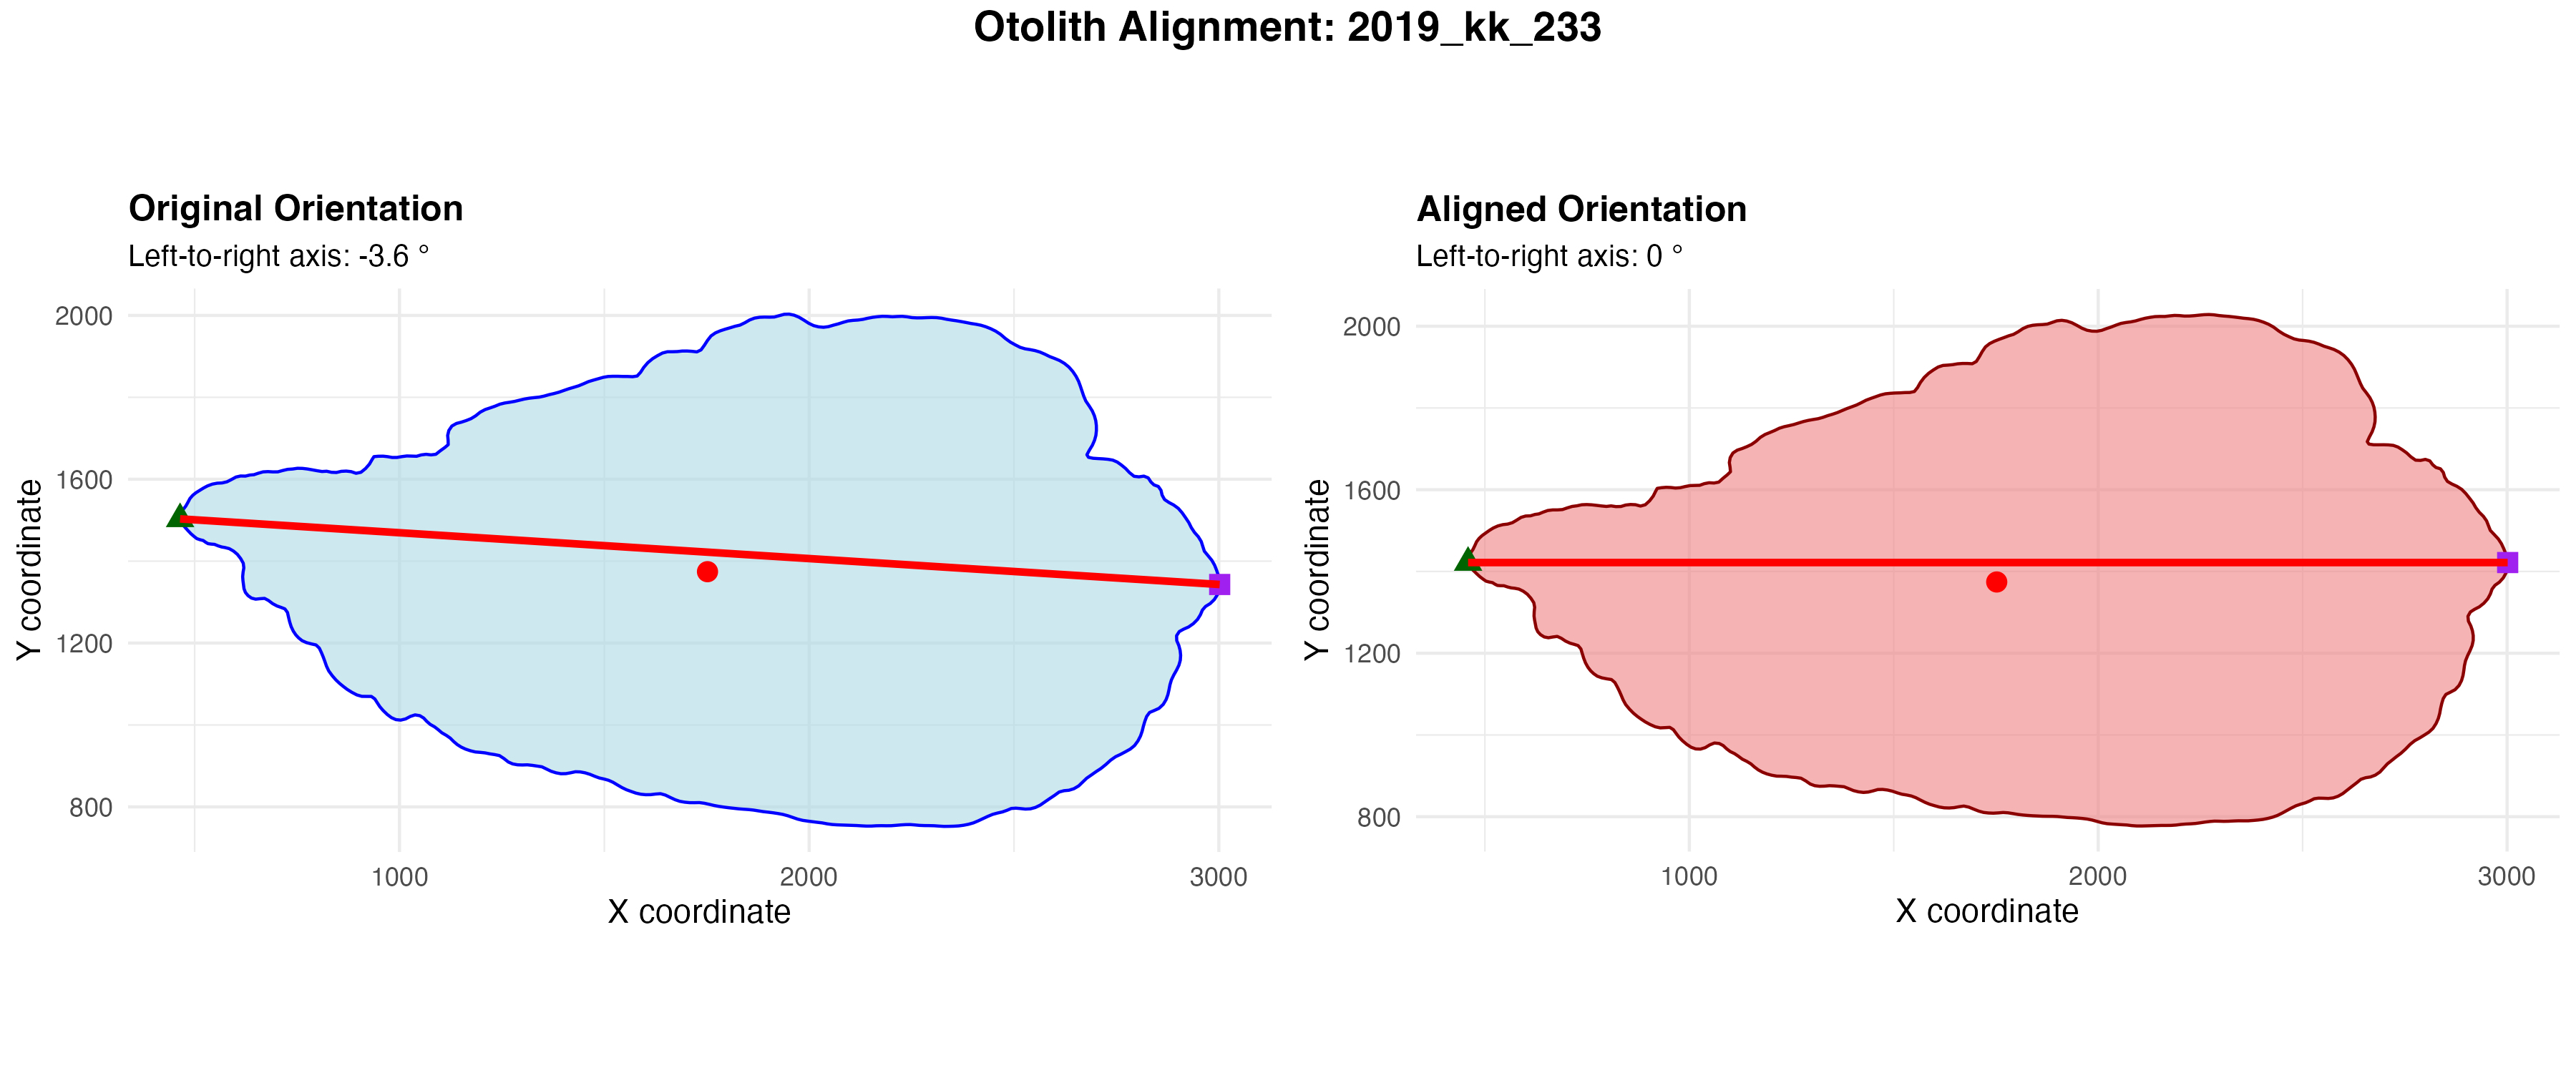 Otolith Alignment: 2019_kk_233
Original Orientation
Left-to-right axis: -3.6 °
2000
1600
1200
800
Y coordinate
1000 2000 3000
X coordinate
Aligned Orientation
Left-to-right axis: 0 °
2000
1600
1200
800
Y coordinate
1000 2000 3000
X coordinate